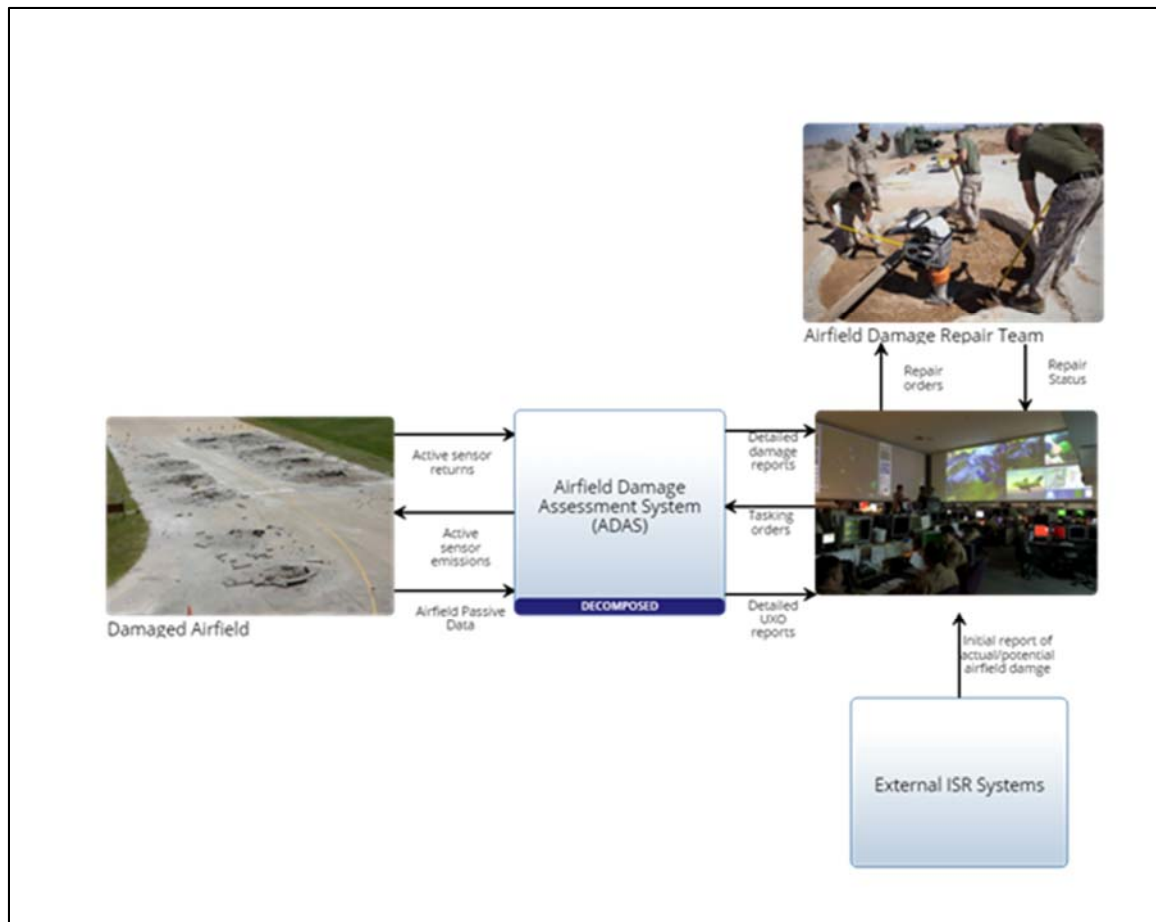 Airfield Damage Repair Team
Repair
orders
Repair
Status
Active sensor
returns
Airfield Damage
Assessment System
(ADAS)
Detailed
damage
reports
Active
sensor
emissions
Tasking
orders
DECOMPOSED
Damaged Airfield
Airfield Passive
Data
Detailed
UXO
reports
Initial report of
actual/potential
airfield damge
External ISR Systems